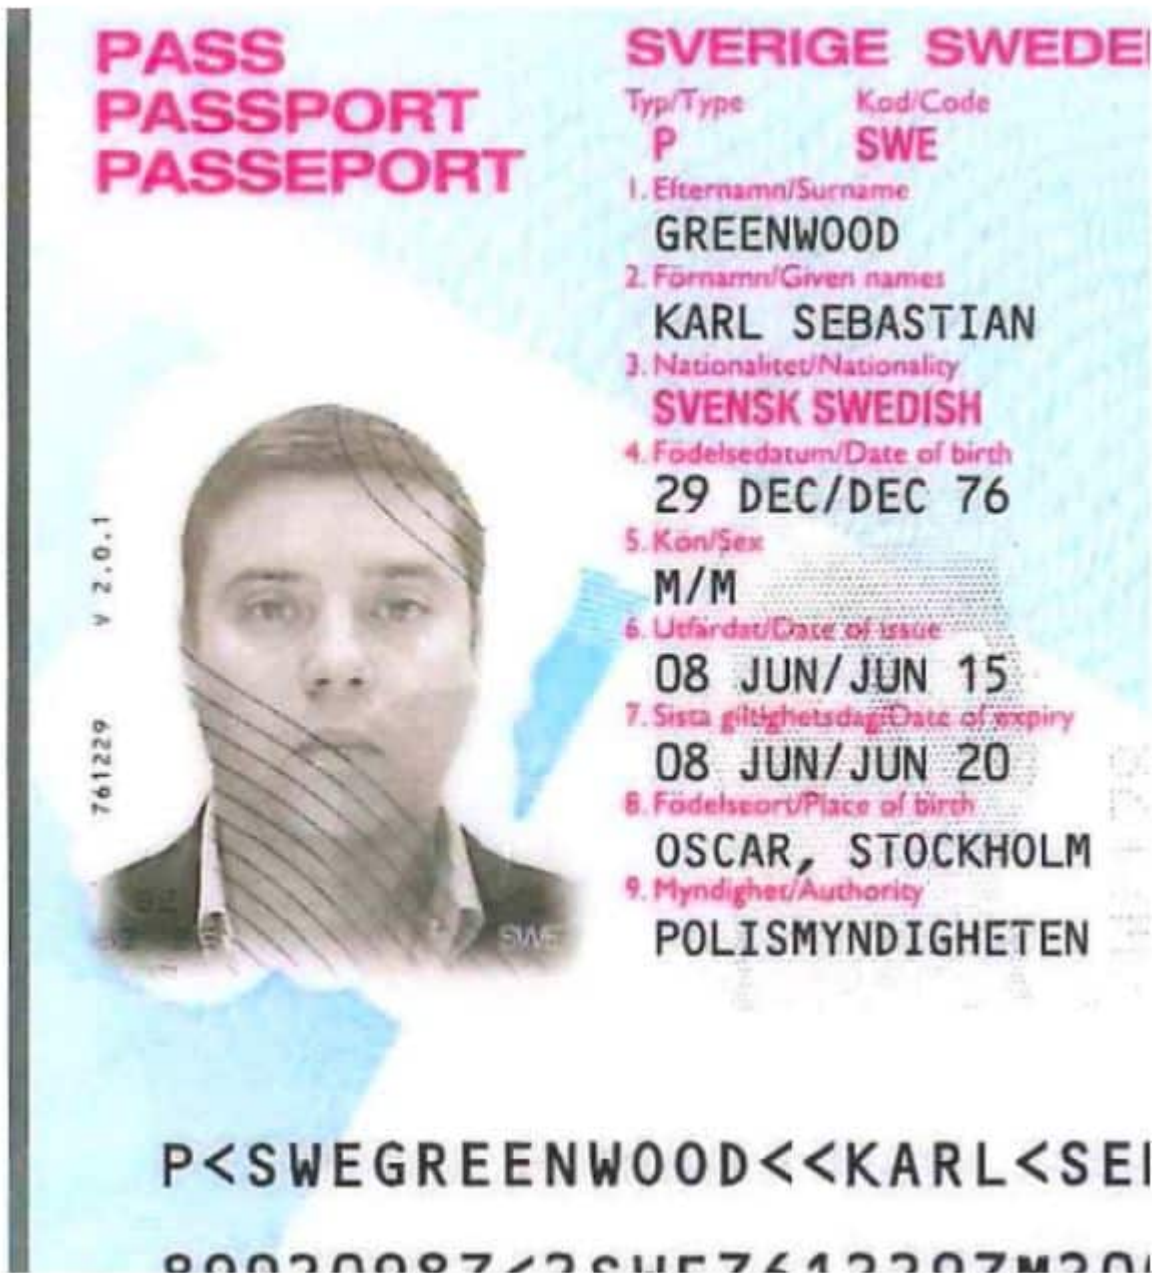 PASS
PASSPORT
PASSEPORT
SVERIGE SWEDE
Typ/Type Kod/Code
P SWE
1. Efternamn/Surname
GREENWOOD
2. Förnamn/Given names
KARL SEBASTIAN
3. Nationalitet/Nationality
SVENSK SWEDISH
4. Födelsedatum/Date of birth
29 DEC/DEC 76
5. Kön/Sex
M/M
6. Utfärdat/Date of issue
08 JUN/JUN 15
7. Sista giltighetsdag/Date of expiry
08 JUN/JUN 20
8. Födelseort/Place of birth
OSCAR, STOCKHOLM
9. Myndighet/Authority
POLISMYNDIGHETEN
V 2.0.1
761229
SWE
P<SWEGREENWOOD<<KARL<SE